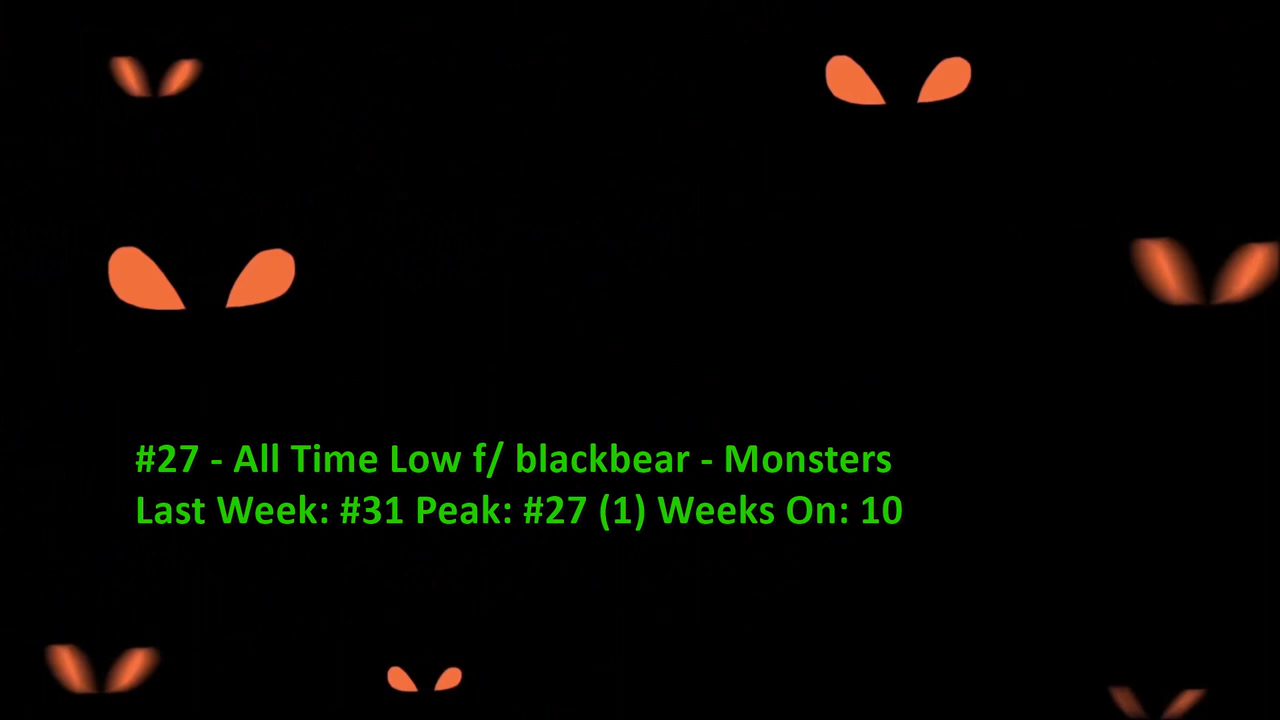 #27 - All Time Low f/ blackbear - Monsters
Last Week: #31 Peak: #27 (1) Weeks On: 10